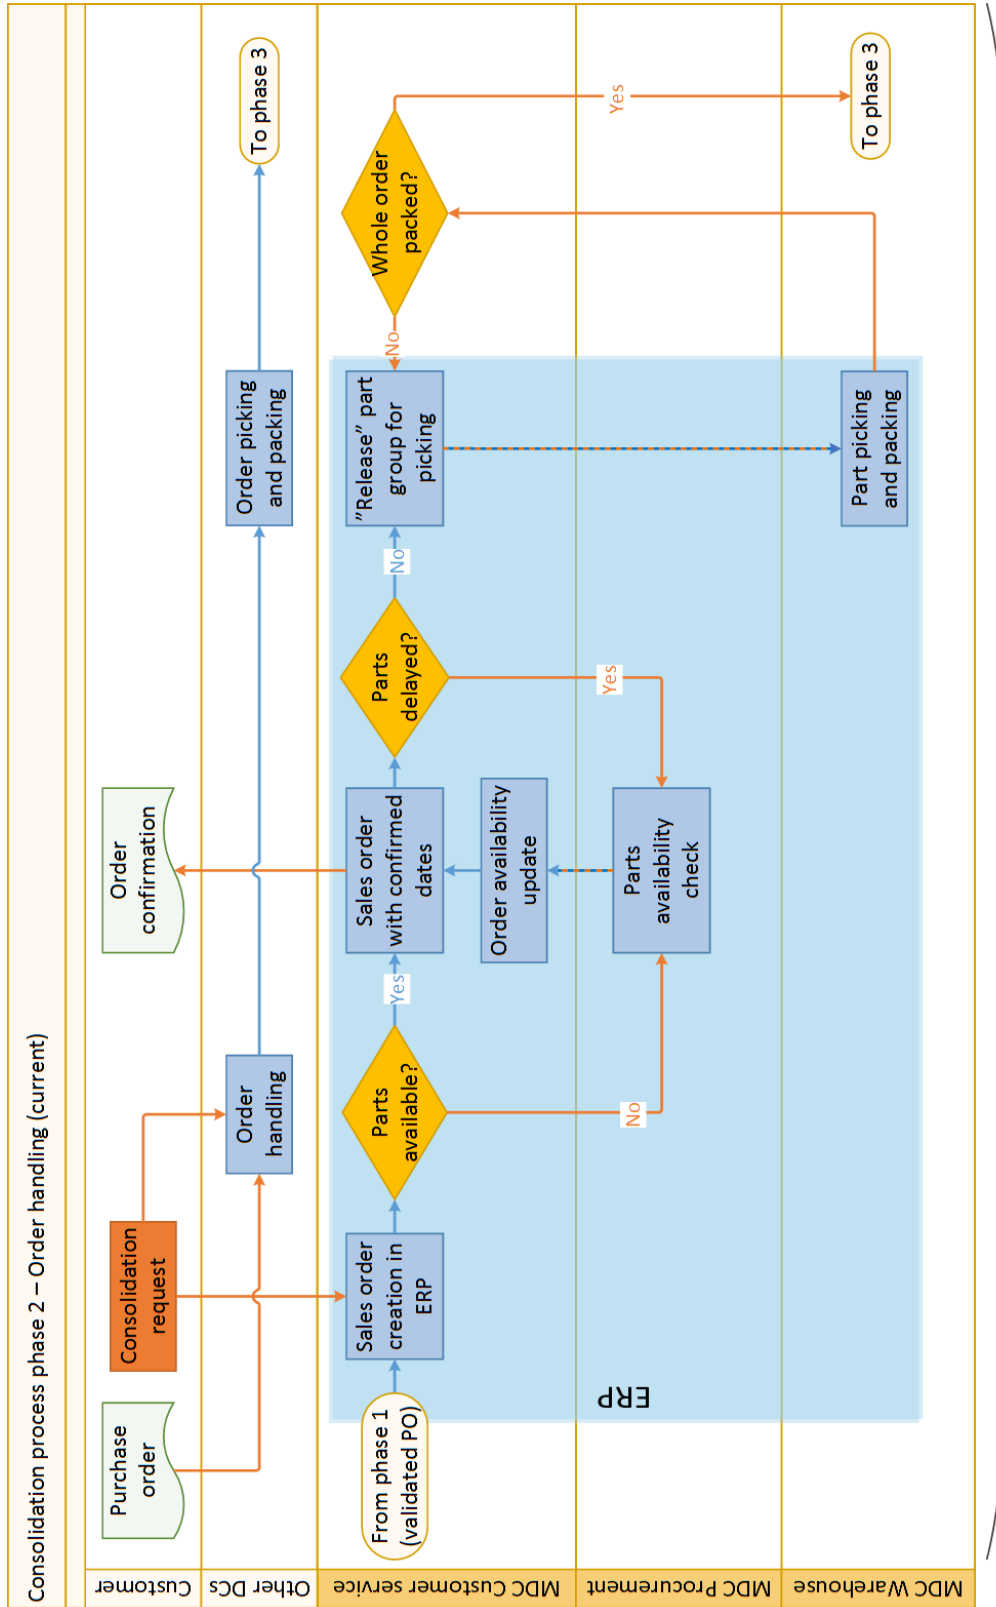 Consolidation process phase 2 – Order handling (current)
Customer
Purchase
order
Consolidation
request
Order
confirmation
Other DCs
Order
handling
Order picking
and packing
To phase 3
MDC Customer service
From phase 1
(validated PO)
Sales order
creation in
ERP
Parts
available?
Yes
Sales order
with confirmed
dates
Parts
delayed?
No
”Release” part
group for
picking
No
Whole order
packed?
Order availability
update
MDC Procurement
ERP
No
Parts
availability
check
Yes
Yes
MDC Warehouse
Part picking
and packing
To phase 3